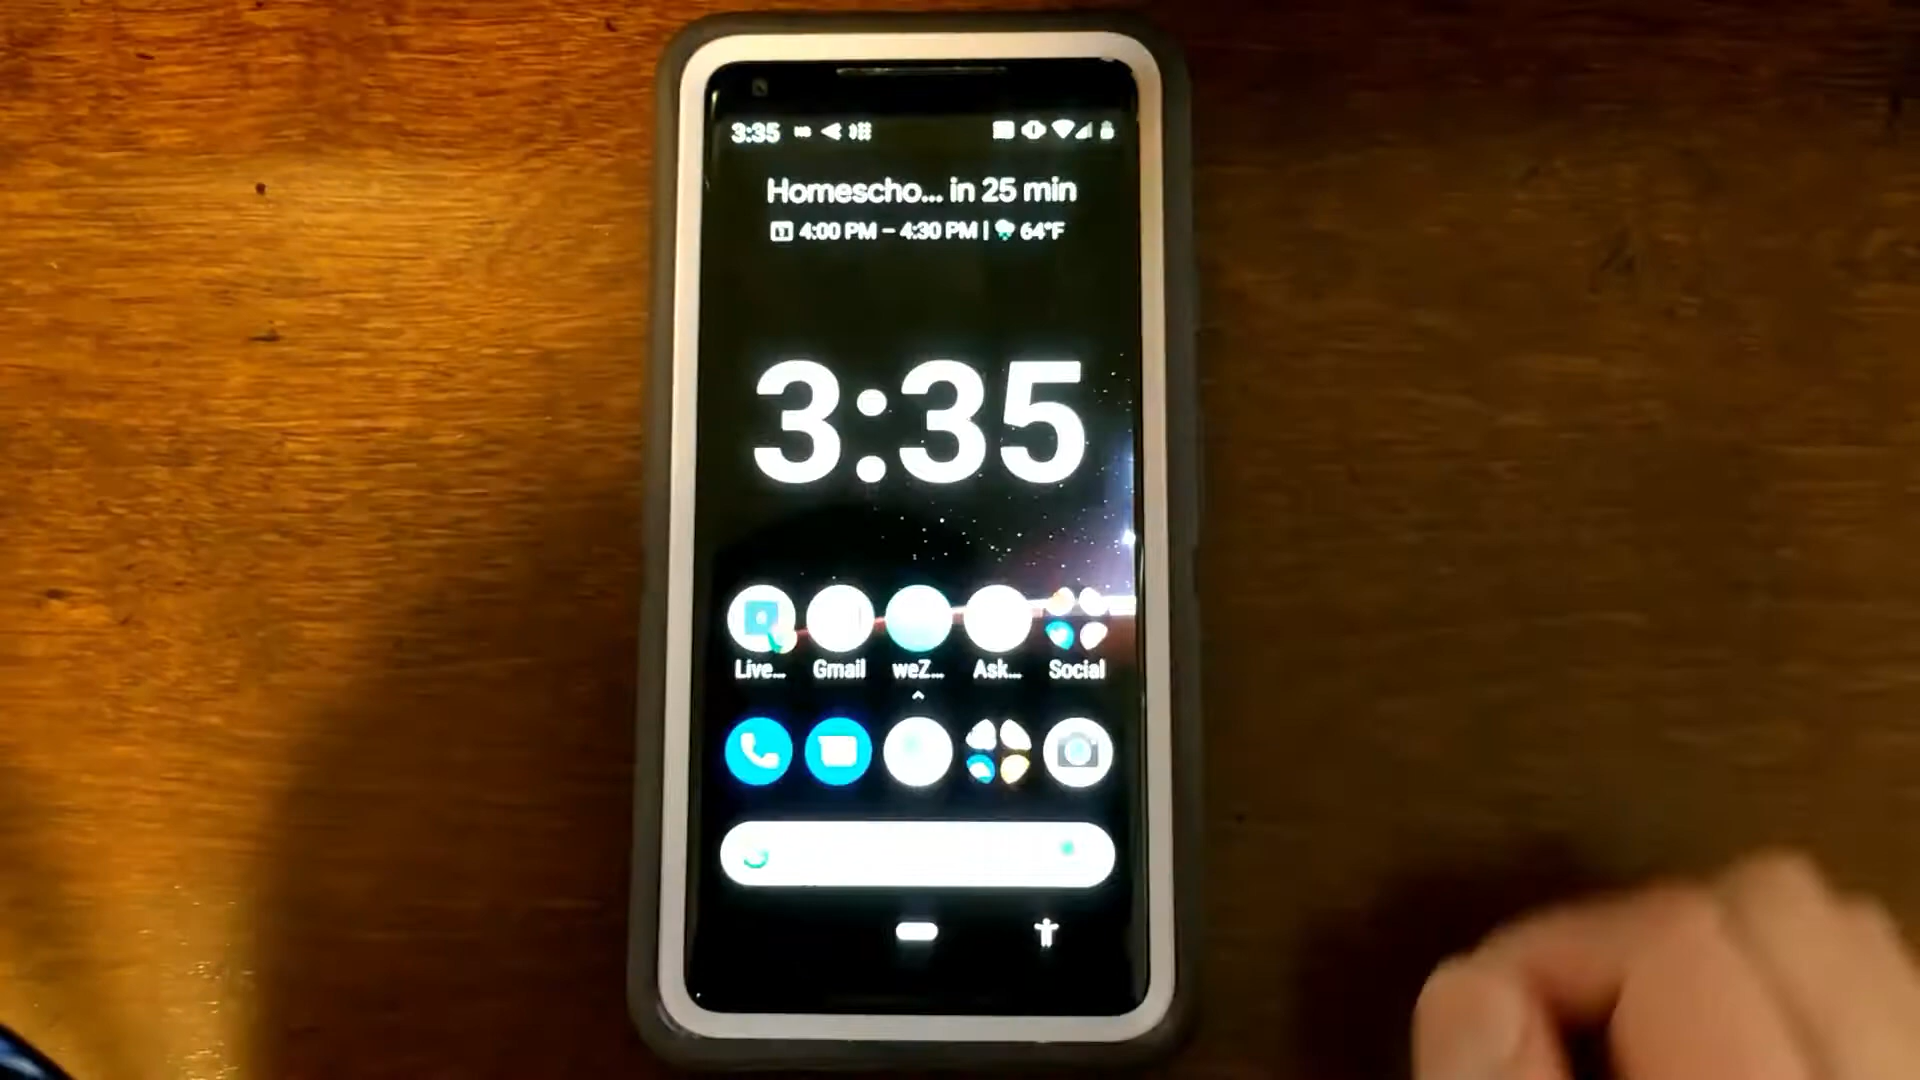 3:35
Homescho... in 25 min
4:00 PM – 4:30 PM | 64°F
3:35
Live... Gmail weZ... Ask... Social